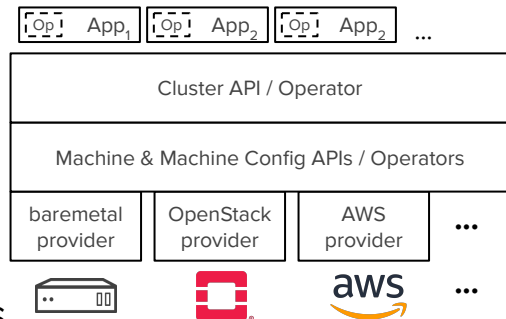 Op App1 Op App2 Op App2 ...
Cluster API / Operator
Machine & Machine Config APIs / Operators
baremetal OpenStack AWS ...
provider provider provider
aws ...